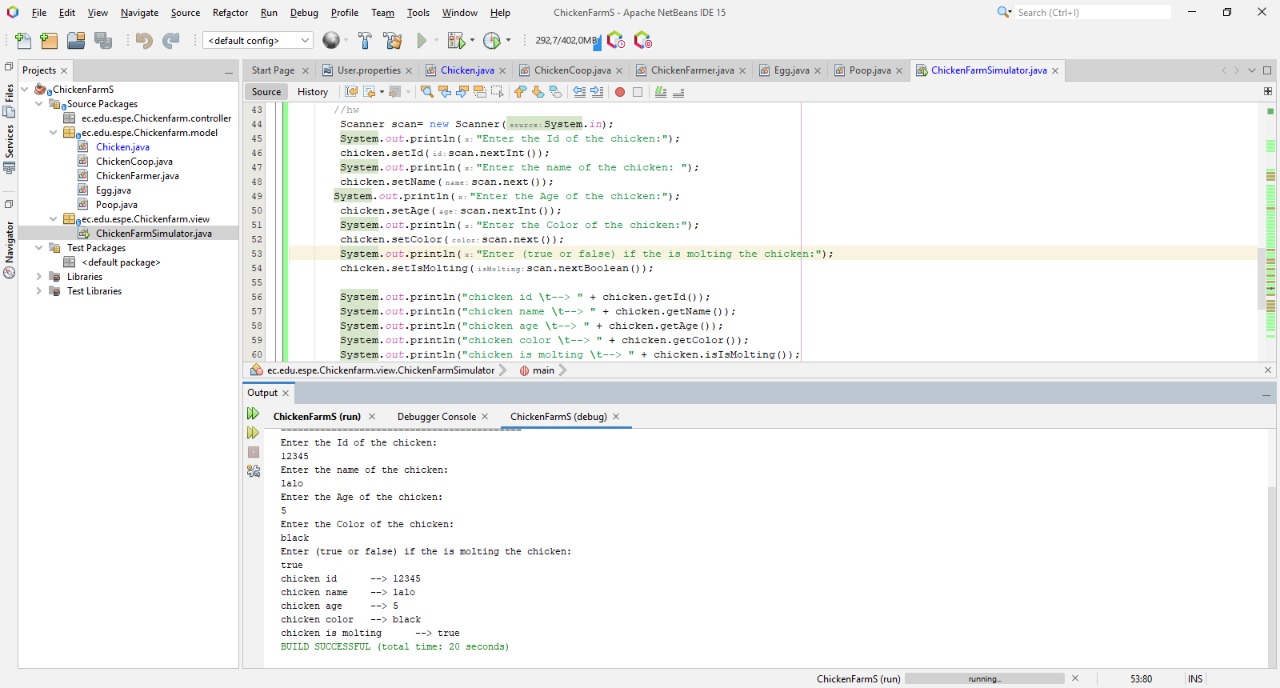 File Edit View Navigate Source Refactor Run Debug Profile Team Tools Window Help
ChickenFarmS - Apache NetBeans IDE 15
Search (Ctrl+I)
<default config>
292,7/402,0MB
Projects
Files
Services
Navigator
ChickenFarmS
Source Packages
ec.edu.espe.Chickenfarm.controller
ec.edu.espe.Chickenfarm.model
Chicken.java
ChickenCoop.java
ChickenFarmer.java
Egg.java
Poop.java
ec.edu.espe.Chickenfarm.view
ChickenFarmSimulator.java
Test Packages
<default package>
Libraries
Test Libraries
Start Page User.properties Chicken.java ChickenCoop.java ChickenFarmer.java Egg.java Poop.java ChickenFarmSimulator.java
Source History
43 //hw
44 Scanner scan= new Scanner(source:System.in);
45 System.out.println(x:"Enter the Id of the chicken:");
46 chicken.setId(id:scan.nextInt());
47 System.out.println(x:"Enter the name of the chicken: ");
48 chicken.setName(name:scan.next());
49 System.out.println(x:"Enter the Age of the chicken:");
50 chicken.setAge(age:scan.nextInt());
51 System.out.println(x:"Enter the Color of the chicken:");
52 chicken.setColor(color:scan.next());
53 System.out.println(x:"Enter (true or false) if the is molting the chicken:");
54 chicken.setIsMolting(isMolting:scan.nextBoolean());
55
56 System.out.println("chicken id \t--> " + chicken.getId());
57 System.out.println("chicken name \t--> " + chicken.getName());
58 System.out.println("chicken age \t--> " + chicken.getAge());
59 System.out.println("chicken color \t--> " + chicken.getColor());
60 System.out.println("chicken is molting \t--> " + chicken.isIsMolting());
ec.edu.espe.Chickenfarm.view.ChickenFarmSimulator main
Output
ChickenFarmS (run) Debugger Console ChickenFarmS (debug)
Enter the Id of the chicken:
12345
Enter the name of the chicken:
lalo
Enter the Age of the chicken:
5
Enter the Color of the chicken:
black
Enter (true or false) if the is molting the chicken:
true
chicken id --> 12345
chicken name --> lalo
chicken age --> 5
chicken color --> black
chicken is molting --> true
BUILD SUCCESSFUL (total time: 20 seconds)
ChickenFarmS (run) running... 53:80 INS